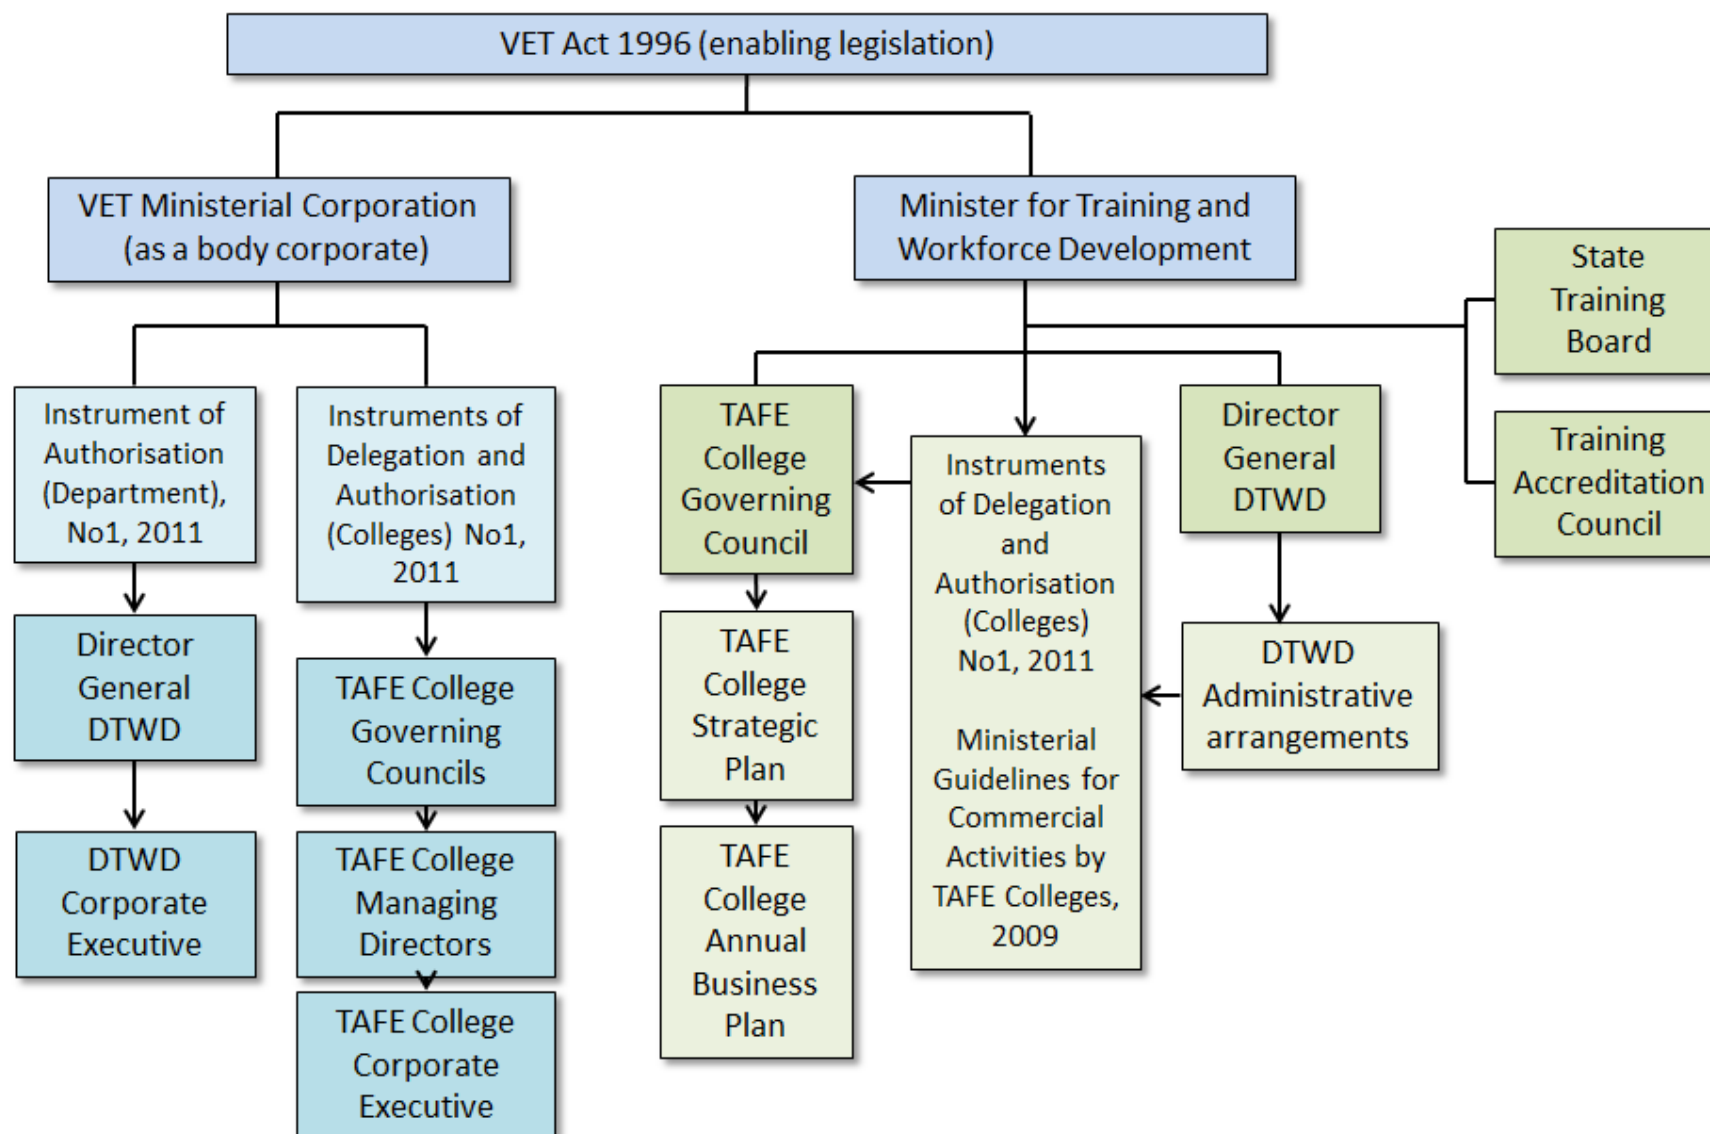 VET Act 1996 (enabling legislation)
VET Ministerial Corporation
(as a body corporate)
Minister for Training and
Workforce Development
State
Training
Board
Training
Accreditation
Council
Instrument of
Authorisation
(Department),
No1, 2011
Instruments of
Delegation and
Authorisation
(Colleges) No1,
2011
TAFE
College
Governing
Council
Instruments
of Delegation
and
Authorisation
(Colleges)
No1, 2011
Ministerial
Guidelines for
Commercial
Activities by
TAFE Colleges,
2009
Director
General
DTWD
Director
General
DTWD
TAFE College
Governing
Councils
TAFE
College
Strategic
Plan
DTWD
Administrative
arrangements
DTWD
Corporate
Executive
TAFE College
Managing
Directors
TAFE
College
Annual
Business
Plan
TAFE College
Corporate
Executive